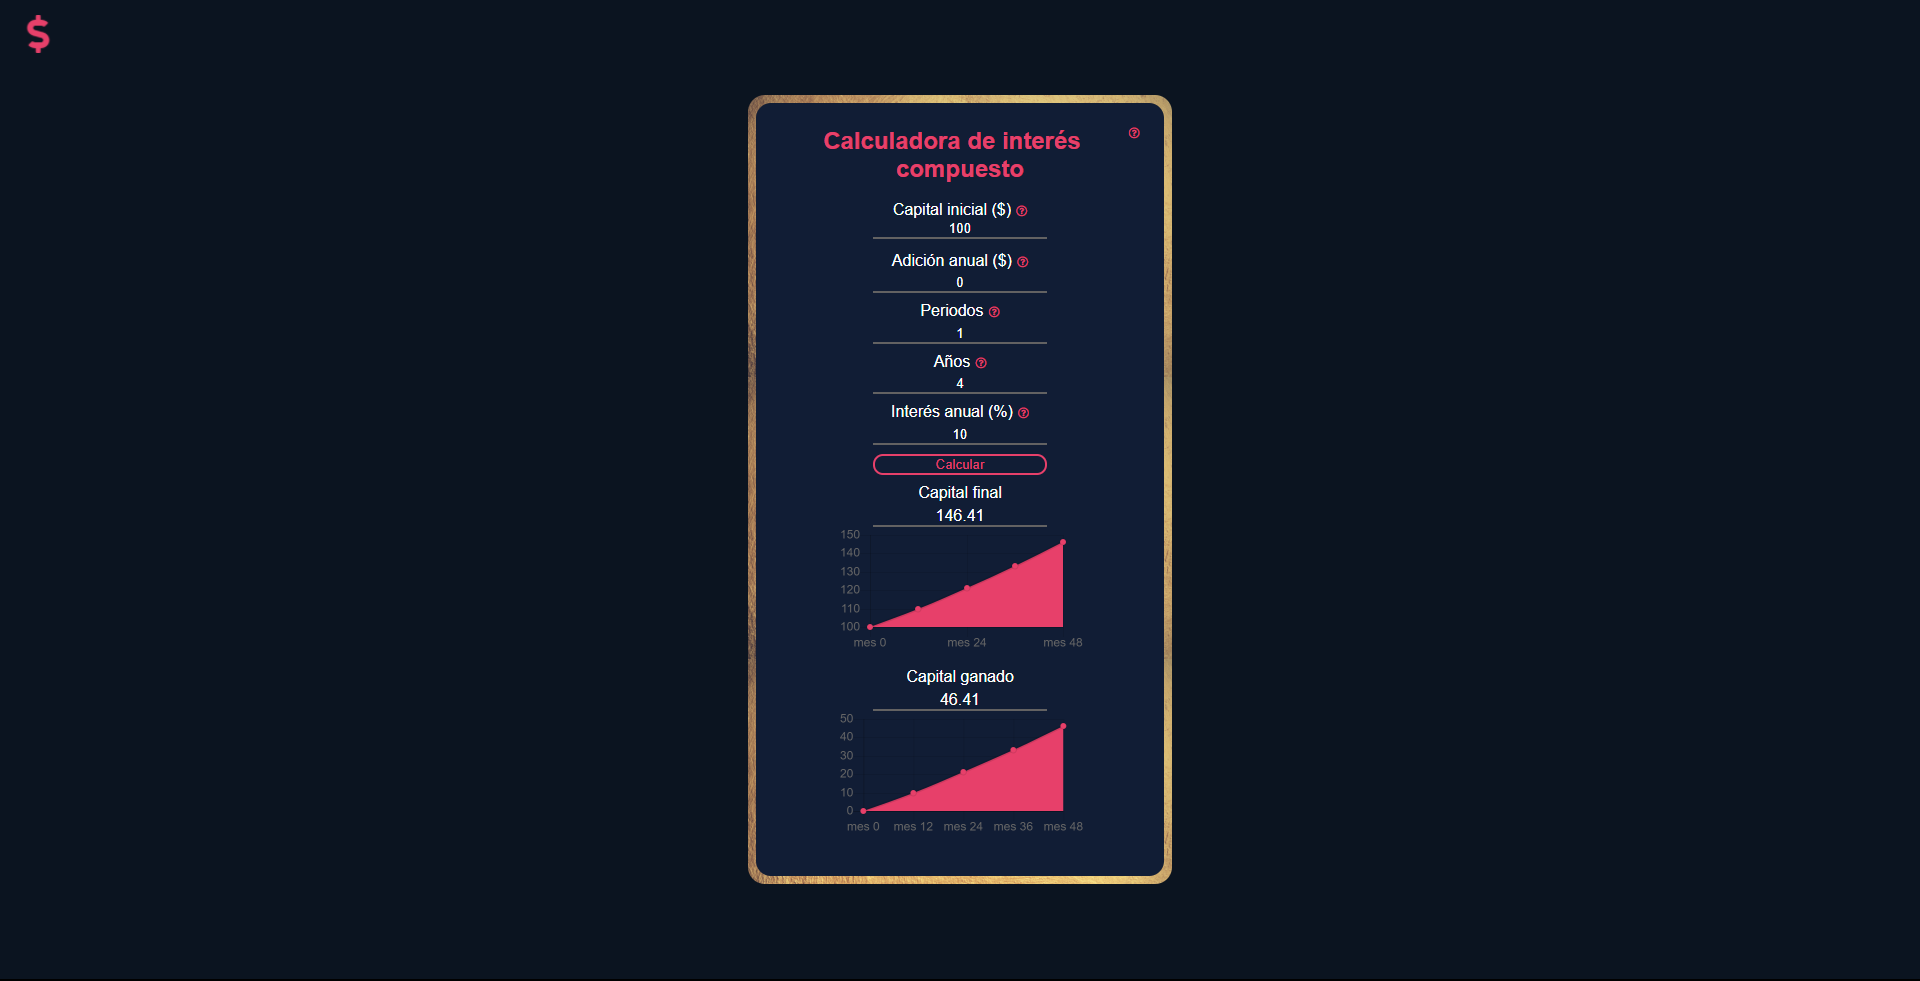 $
Calculadora de interés
compuesto
Capital inicial ($)
100
Adición anual ($)
0
Periodos
1
Años
4
Interés anual (%)
10
Calcular
Capital final
146.41
150
140
130
120
110
100
mes 0 mes 24 mes 48
Capital ganado
46.41
50
40
30
20
10
0
mes 0 mes 12 mes 24 mes 36 mes 48